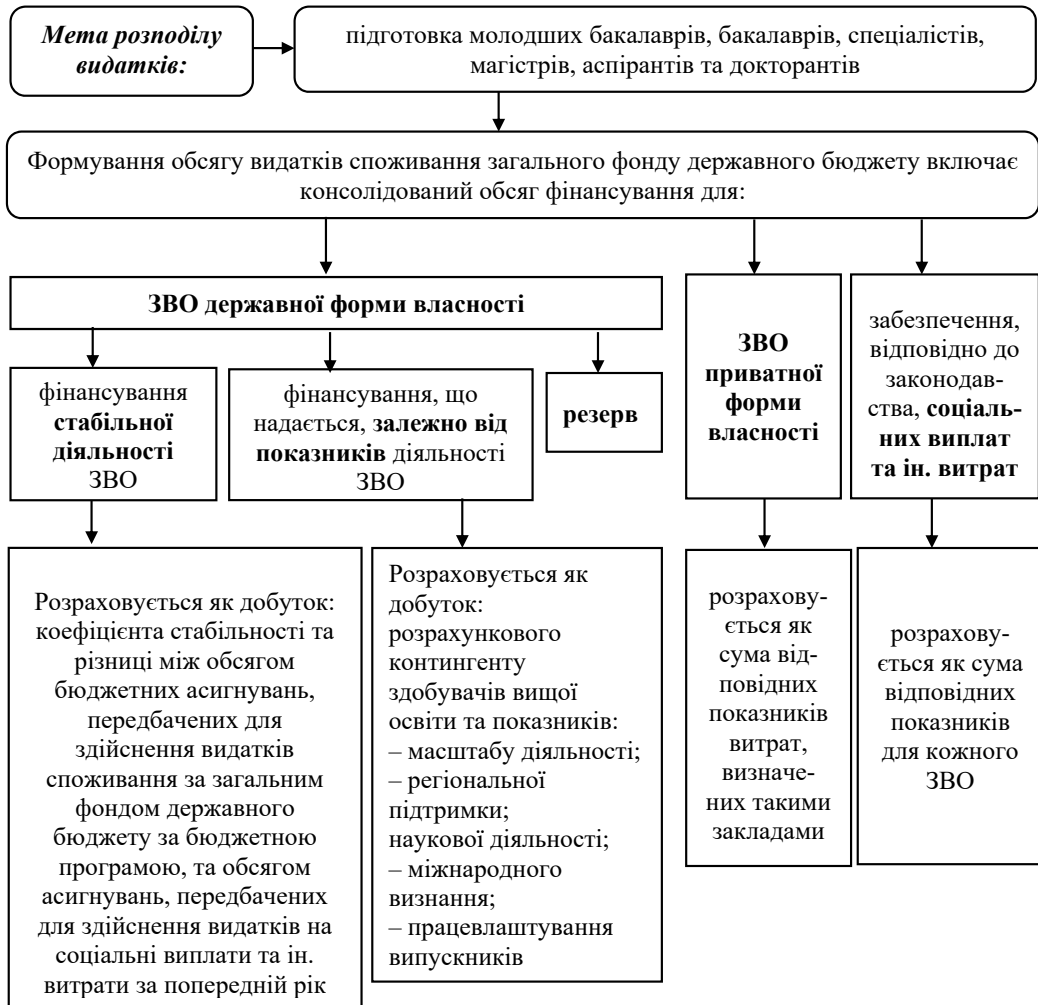 Мета розподілу
видатків:
підготовка молодших бакалаврів, бакалаврів, спеціалістів,
магістрів, аспірантів та докторантів
Формування обсягу видатків споживання загального фонду державного бюджету включає
консолідований обсяг фінансування для:
ЗВО державної форми власності
фінансування
стабільної
діяльності
ЗВО
фінансування, що
надається, залежно від
показників діяльності
ЗВО
резерв
ЗВО
приватної
форми
власності
забезпечення,
відповідно до
законодав-
ства, соціаль-
них виплат
та ін. витрат
Розраховується як добуток:
коефіцієнта стабільності та
різниці між обсягом
бюджетних асигнувань,
передбачених для
здійснення видатків
споживання за загальним
фондом державного
бюджету за бюджетною
програмою, та обсягом
асигнувань, передбачених
для здійснення видатків на
соціальні виплати та ін.
витрати за попередній рік
Розраховується як
добуток:
розрахункового
контингенту
здобувачів вищої
освіти та показників:
– масштабу діяльності;
– регіональної
підтримки;
наукової діяльності;
– міжнародного
визнання;
– працевлаштування
випускників
розрахову-
ється як
сума від-
повідних
показників
витрат,
визначе-
них такими
закладами
розрахову-
ється як сума
відповідних
показників
для кожного
ЗВО